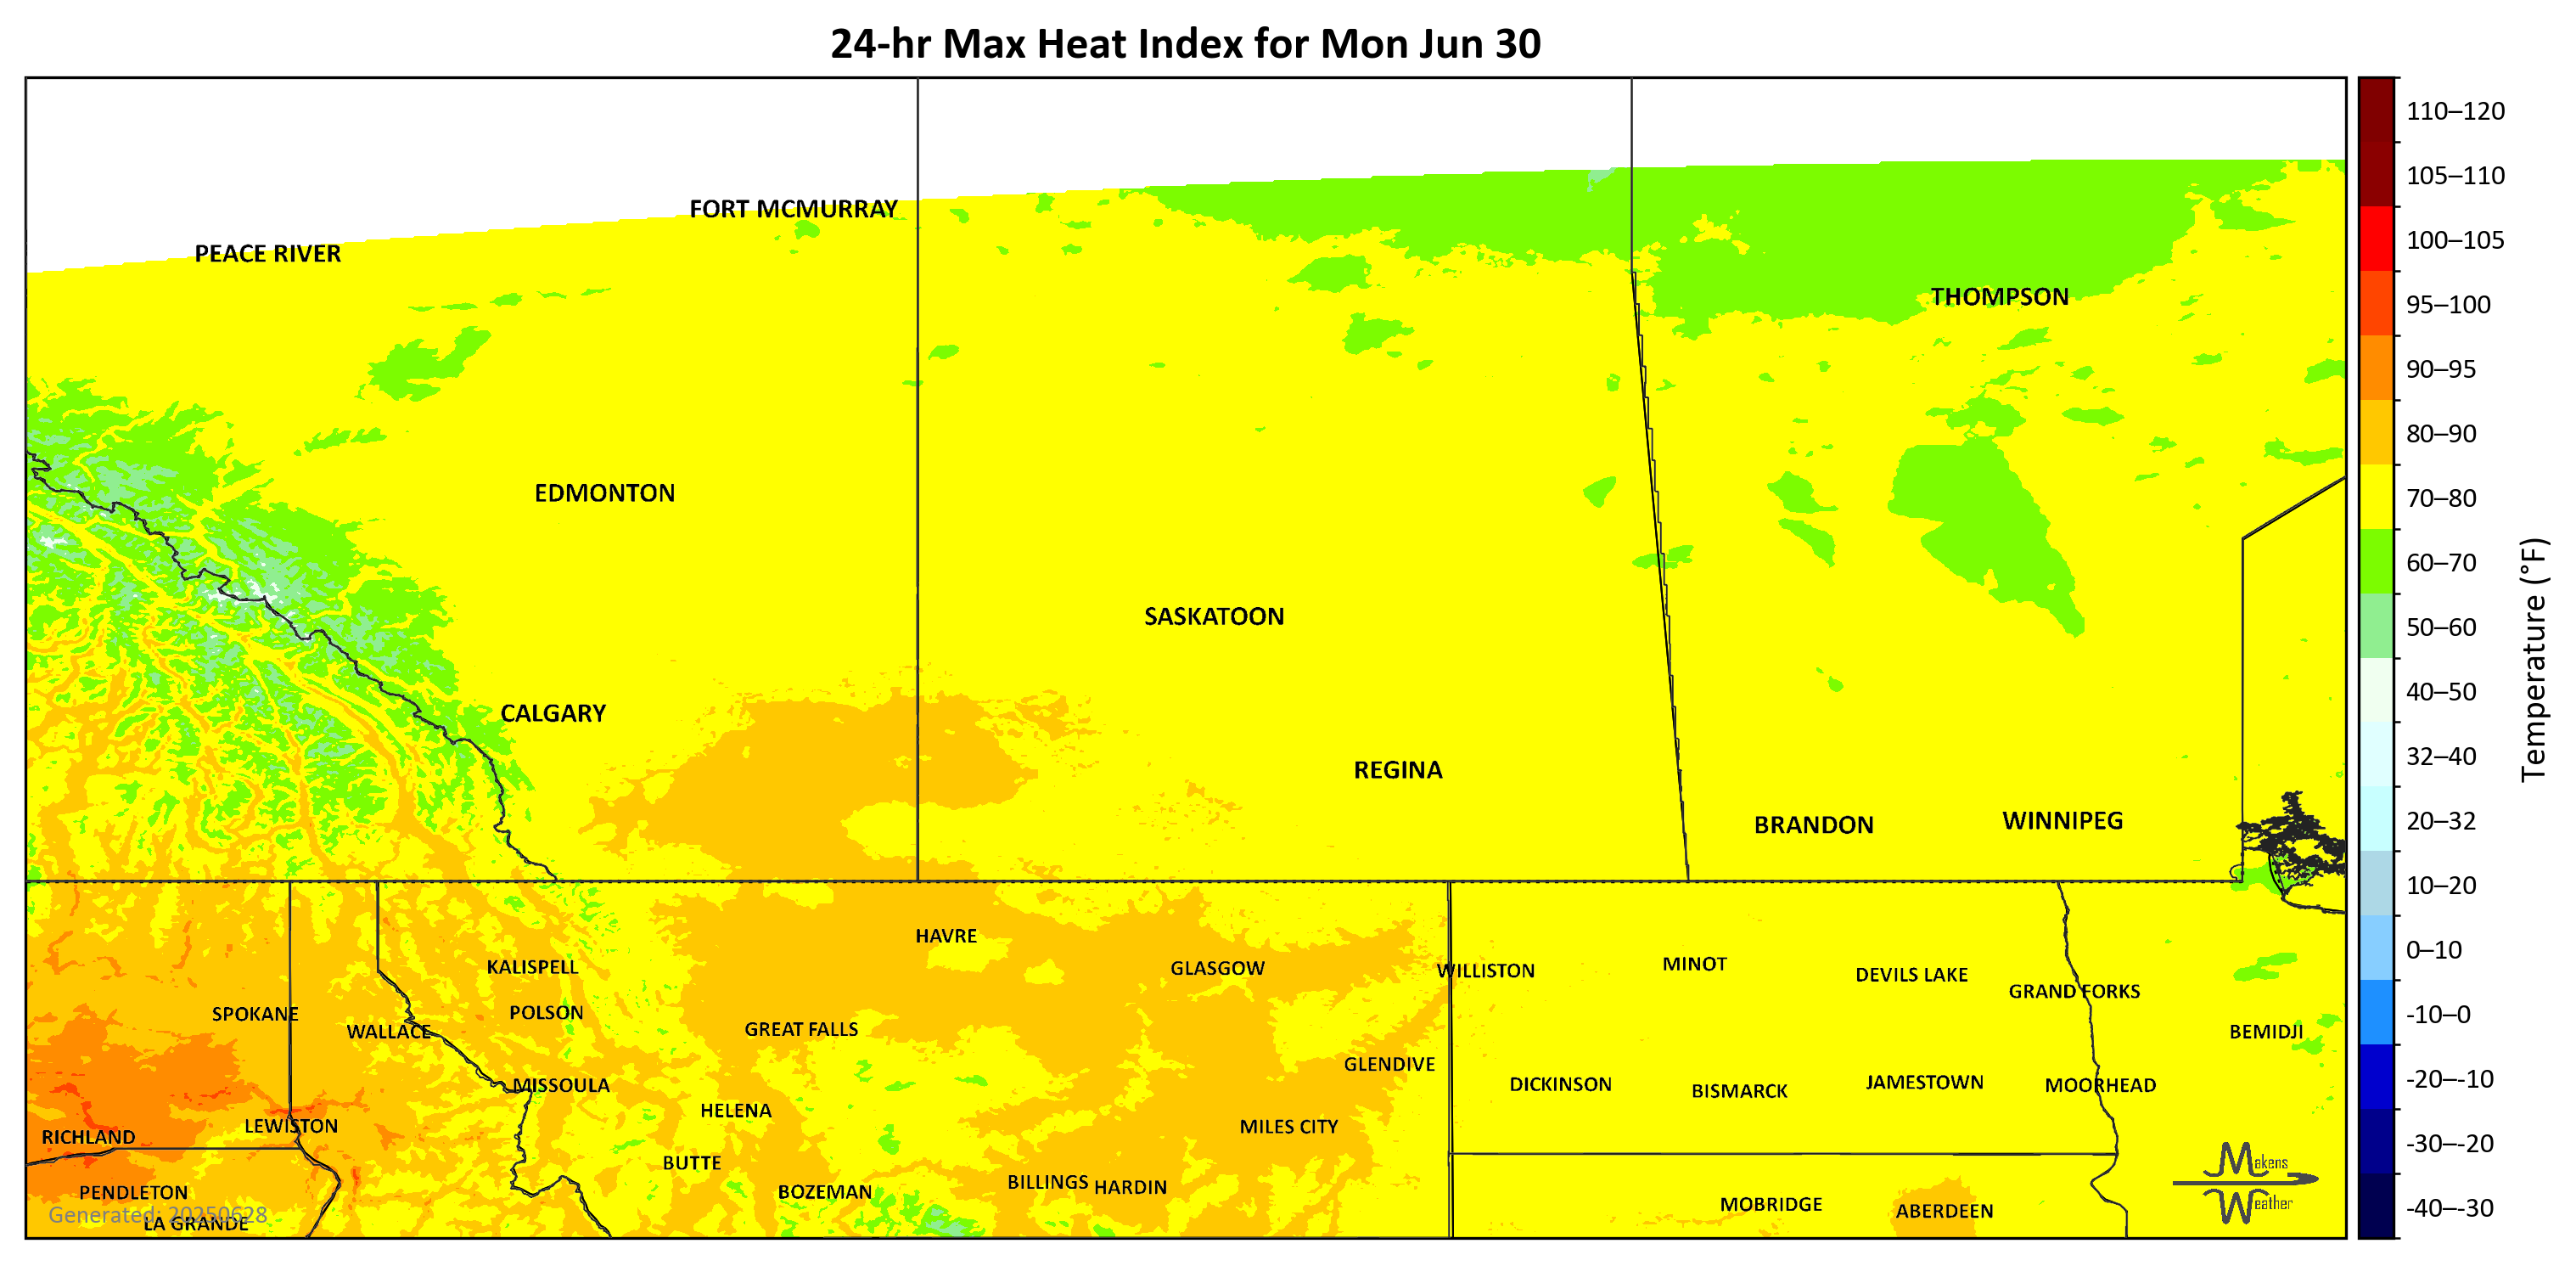 24-hr Max Heat Index for Mon Jun 30
FORT MCMURRAY
PEACE RIVER
THOMPSON
EDMONTON
SASKATOON
CALGARY
REGINA
BRANDON
WINNIPEG
HAVRE
KALISPELL
GLASGOW
WILLISTON
MINOT
DEVILS LAKE
GRAND FORKS
SPOKANE
POLSON
WALLACE
GREAT FALLS
BEMIDJI
GLENDIVE
MISSOULA
DICKINSON
BISMARCK
JAMESTOWN
MOORHEAD
HELENA
LEWISTON
MILES CITY
RICHLAND
BUTTE
PENDLETON
BOZEMAN
BILLINGS
HARDIN
MOBRIDGE
ABERDEEN
Generated: 20250628
LA GRANDE
Makens
Weather
110–120
105–110
100–105
95–100
90–95
80–90
70–80
60–70
50–60
40–50
32–40
20–32
10–20
0–10
-10–0
-20–-10
-30–-20
-40–-30
Temperature (°F)